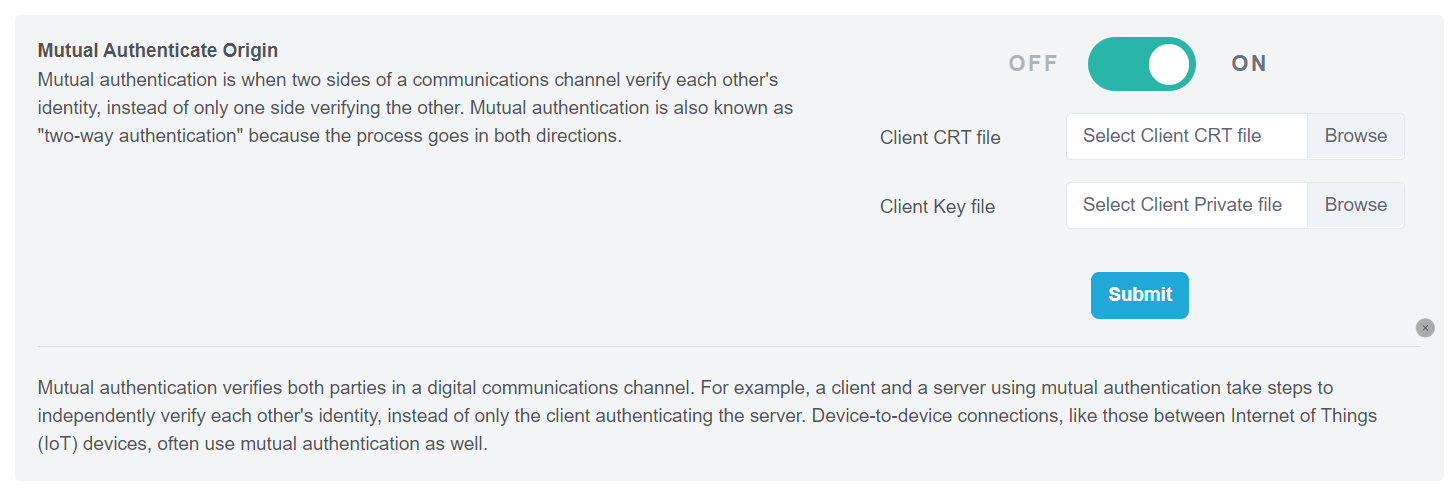 Mutual Authenticate Origin
Mutual authentication is when two sides of a communications channel verify each other's
identity, instead of only one side verifying the other. Mutual authentication is also known as
"two-way authentication" because the process goes in both directions.
OFF ON
Client CRT file Select Client CRT file Browse
Client Key file Select Client Private file Browse
Submit
Mutual authentication verifies both parties in a digital communications channel. For example, a client and a server using mutual authentication take steps to
independently verify each other's identity, instead of only the client authenticating the server. Device-to-device connections, like those between Internet of Things
(IoT) devices, often use mutual authentication as well.